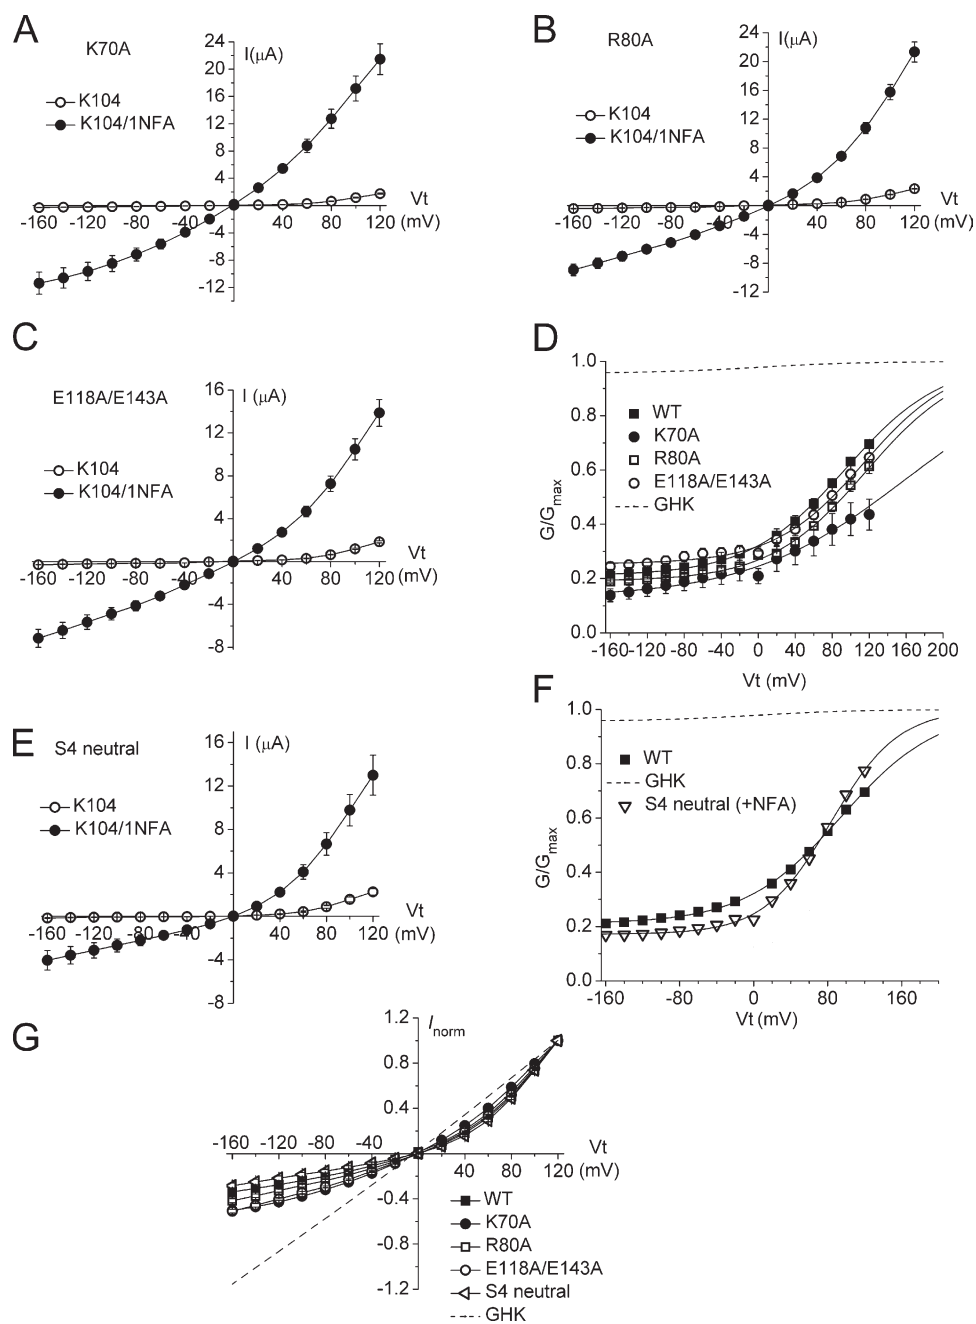 A
K70A
I(μA)
24
20
16
12
8
4
K104
K104/1NFA
-160 -120 -80 -40 0 40 80 120
Vt
(mV)
-4
-8
-12
B
R80A
I(μA)
24
20
16
12
8
4
K104
K104/1NFA
-160 -120 -80 -40 0 40 80 120
Vt
(mV)
-4
-8
-12
C
E118A/E143A
I (μA)
16
12
8
4
K104
K104/1NFA
-160 -120 -80 -40 0 40 80 120
Vt
(mV)
-4
-8
D
G/Gmax
1.0
0.8
0.6
0.4
0.2
0.0
WT
K70A
R80A
E118A/E143A
GHK
-160 -120 -80 -40 0 40 80 120 160 200
Vt (mV)
E
S4 neutral
I (μA)
16
12
8
4
K104
K104/1NFA
-160 -120 -80 -40 0 40 80 120
Vt
(mV)
-4
-8
F
G/Gmax
1.0
0.8
0.6
0.4
0.2
0.0
WT
GHK
S4 neutral (+NFA)
-160 -80 0 80 160
Vt (mV)
G
Inorm
1.2
0.8
0.4
-160 -120 -80 -40 0 40 80 120
Vt
(mV)
-0.4
-0.8
-1.2
WT
K70A
R80A
E118A/E143A
S4 neutral
GHK